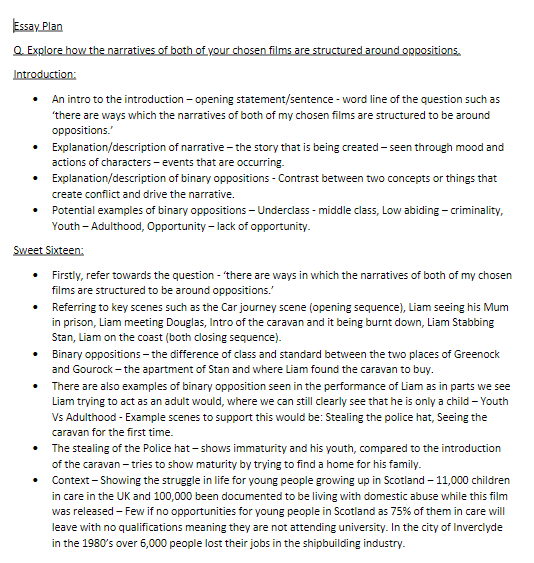 Essay Plan
Q. Explore how the narratives of both of your chosen films are structured around oppositions.
Introduction:
• An intro to the introduction – opening statement/sentence - word line of the question such as
'there are ways which the narratives of both of my chosen films are structured to be around
oppositions.'
• Explanation/description of narrative – the story that is being created – seen through mood and
actions of characters – events that are occurring.
• Explanation/description of binary oppositions - Contrast between two concepts or things that
create conflict and drive the narrative.
• Potential examples of binary oppositions – Underclass - middle class, Low abiding – criminality,
Youth – Adulthood, Opportunity – lack of opportunity.
Sweet Sixteen:
• Firstly, refer towards the question - 'there are ways in which the narratives of both of my chosen
films are structured to be around oppositions.'
• Referring to key scenes such as the Car journey scene (opening sequence), Liam seeing his Mum
in prison, Liam meeting Douglas, Intro of the caravan and it being burnt down, Liam Stabbing
Stan, Liam on the coast (both closing sequence).
• Binary oppositions – the difference of class and standard between the two places of Greenock
and Gourock – the apartment of Stan and where Liam found the caravan to buy.
• There are also examples of binary opposition seen in the performance of Liam as in parts we see
Liam trying to act as an adult would, where we can still clearly see that he is only a child – Youth
Vs Adulthood - Example scenes to support this would be: Stealing the police hat, Seeing the
caravan for the first time.
• The stealing of the Police hat – shows immaturity and his youth, compared to the introduction
of the caravan – tries to show maturity by trying to find a home for his family.
• Context – Showing the struggle in life for young people growing up in Scotland – 11,000 children
in care in the UK and 100,000 been documented to be living with domestic abuse while this film
was released – Few if no opportunities for young people in Scotland as 75% of them in care will
leave with no qualifications meaning they are not attending university. In the city of Inverclyde
in the 1980's over 6,000 people lost their jobs in the shipbuilding industry.